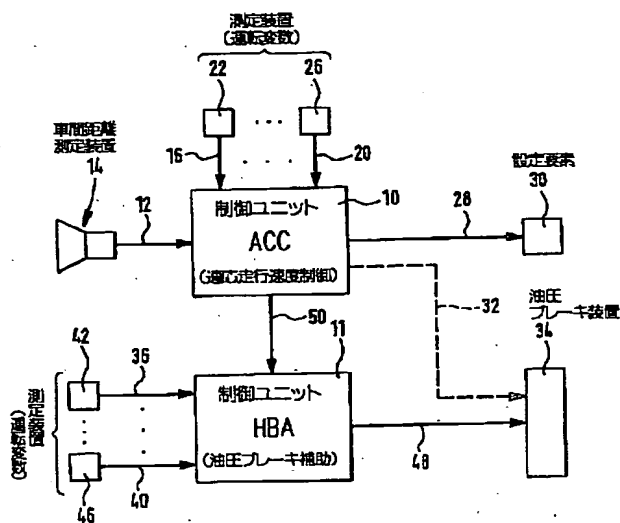 測定装置
(運転変数)
22
26
16
20
車間距離
測定装置
14
12
制御ユニット
ACC
(適応走行速度制御)
10
28
設定要素
30
32
50
油圧
ブレーキ装置
34
42
36
測定装置
(運転変数)
46
40
制御ユニット
HBA
(油圧ブレーキ補助)
11
48